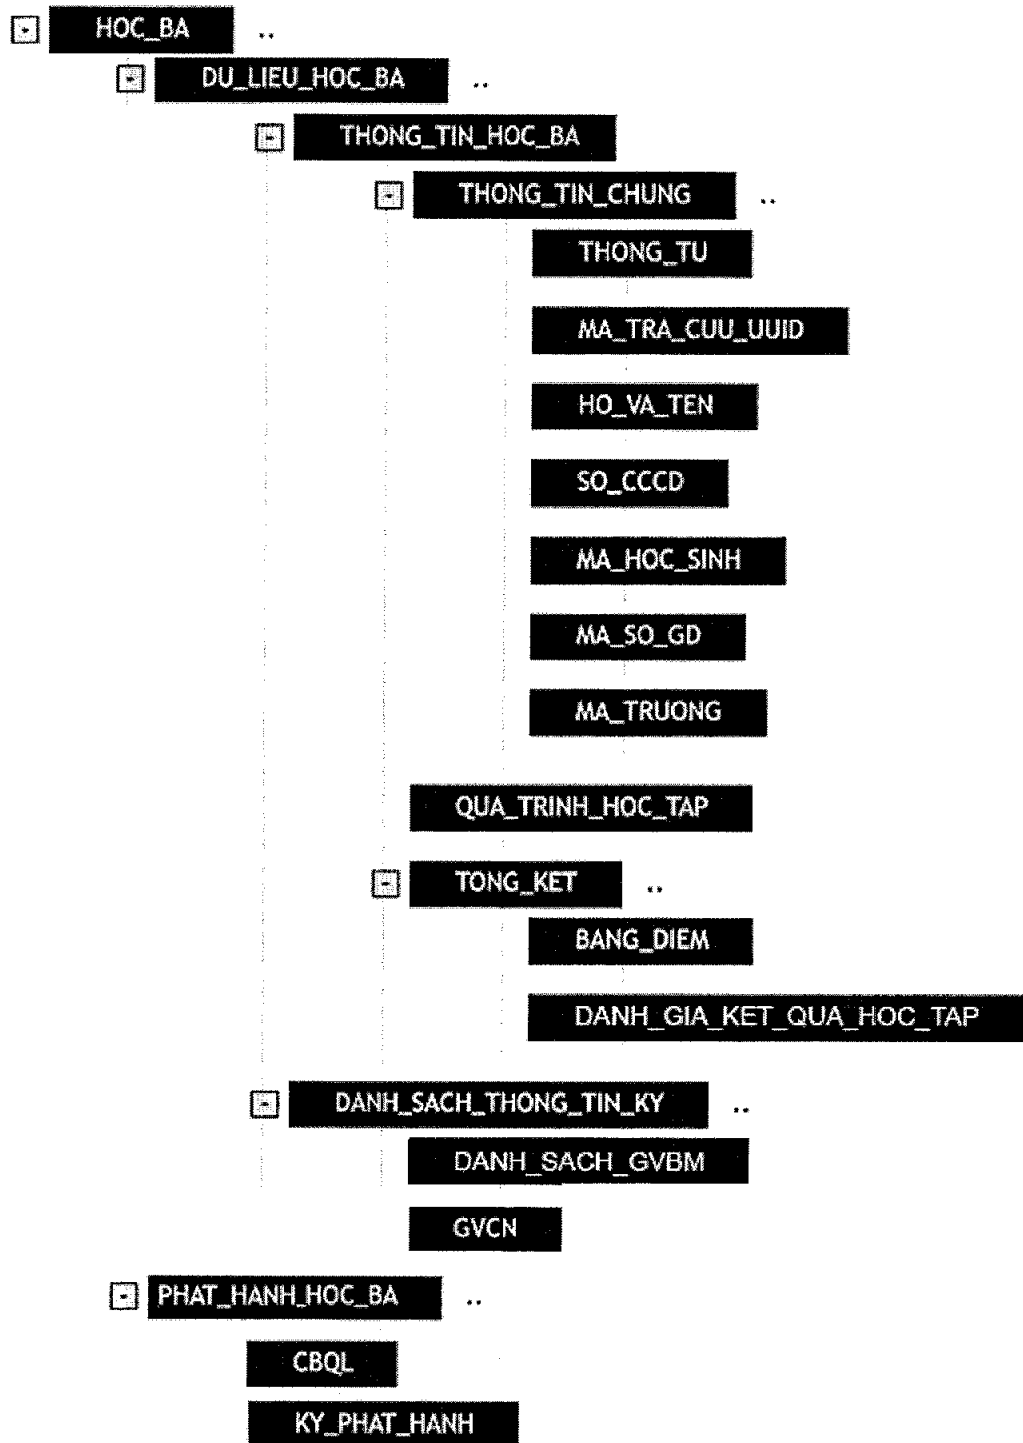 HOC_BA ..
DU_LIEU_HOC_BA ..
THONG_TIN_HOC_BA
THONG_TIN_CHUNG ..
THONG_TU
MA_TRA_CUU_UUID
HO_VA_TEN
SO_CCCD
MA_HOC_SINH
MA_SO_GD
MA_TRUONG
QUA_TRINH_HOC_TAP
TONG_KET ..
BANG_DIEM
DANH_GIA_KET_QUA_HOC_TAP
DANH_SACH_THONG_TIN_KY ..
DANH_SACH_GVBM
GVCN
PHAT_HANH_HOC_BA ..
CBQL
KY_PHAT_HANH